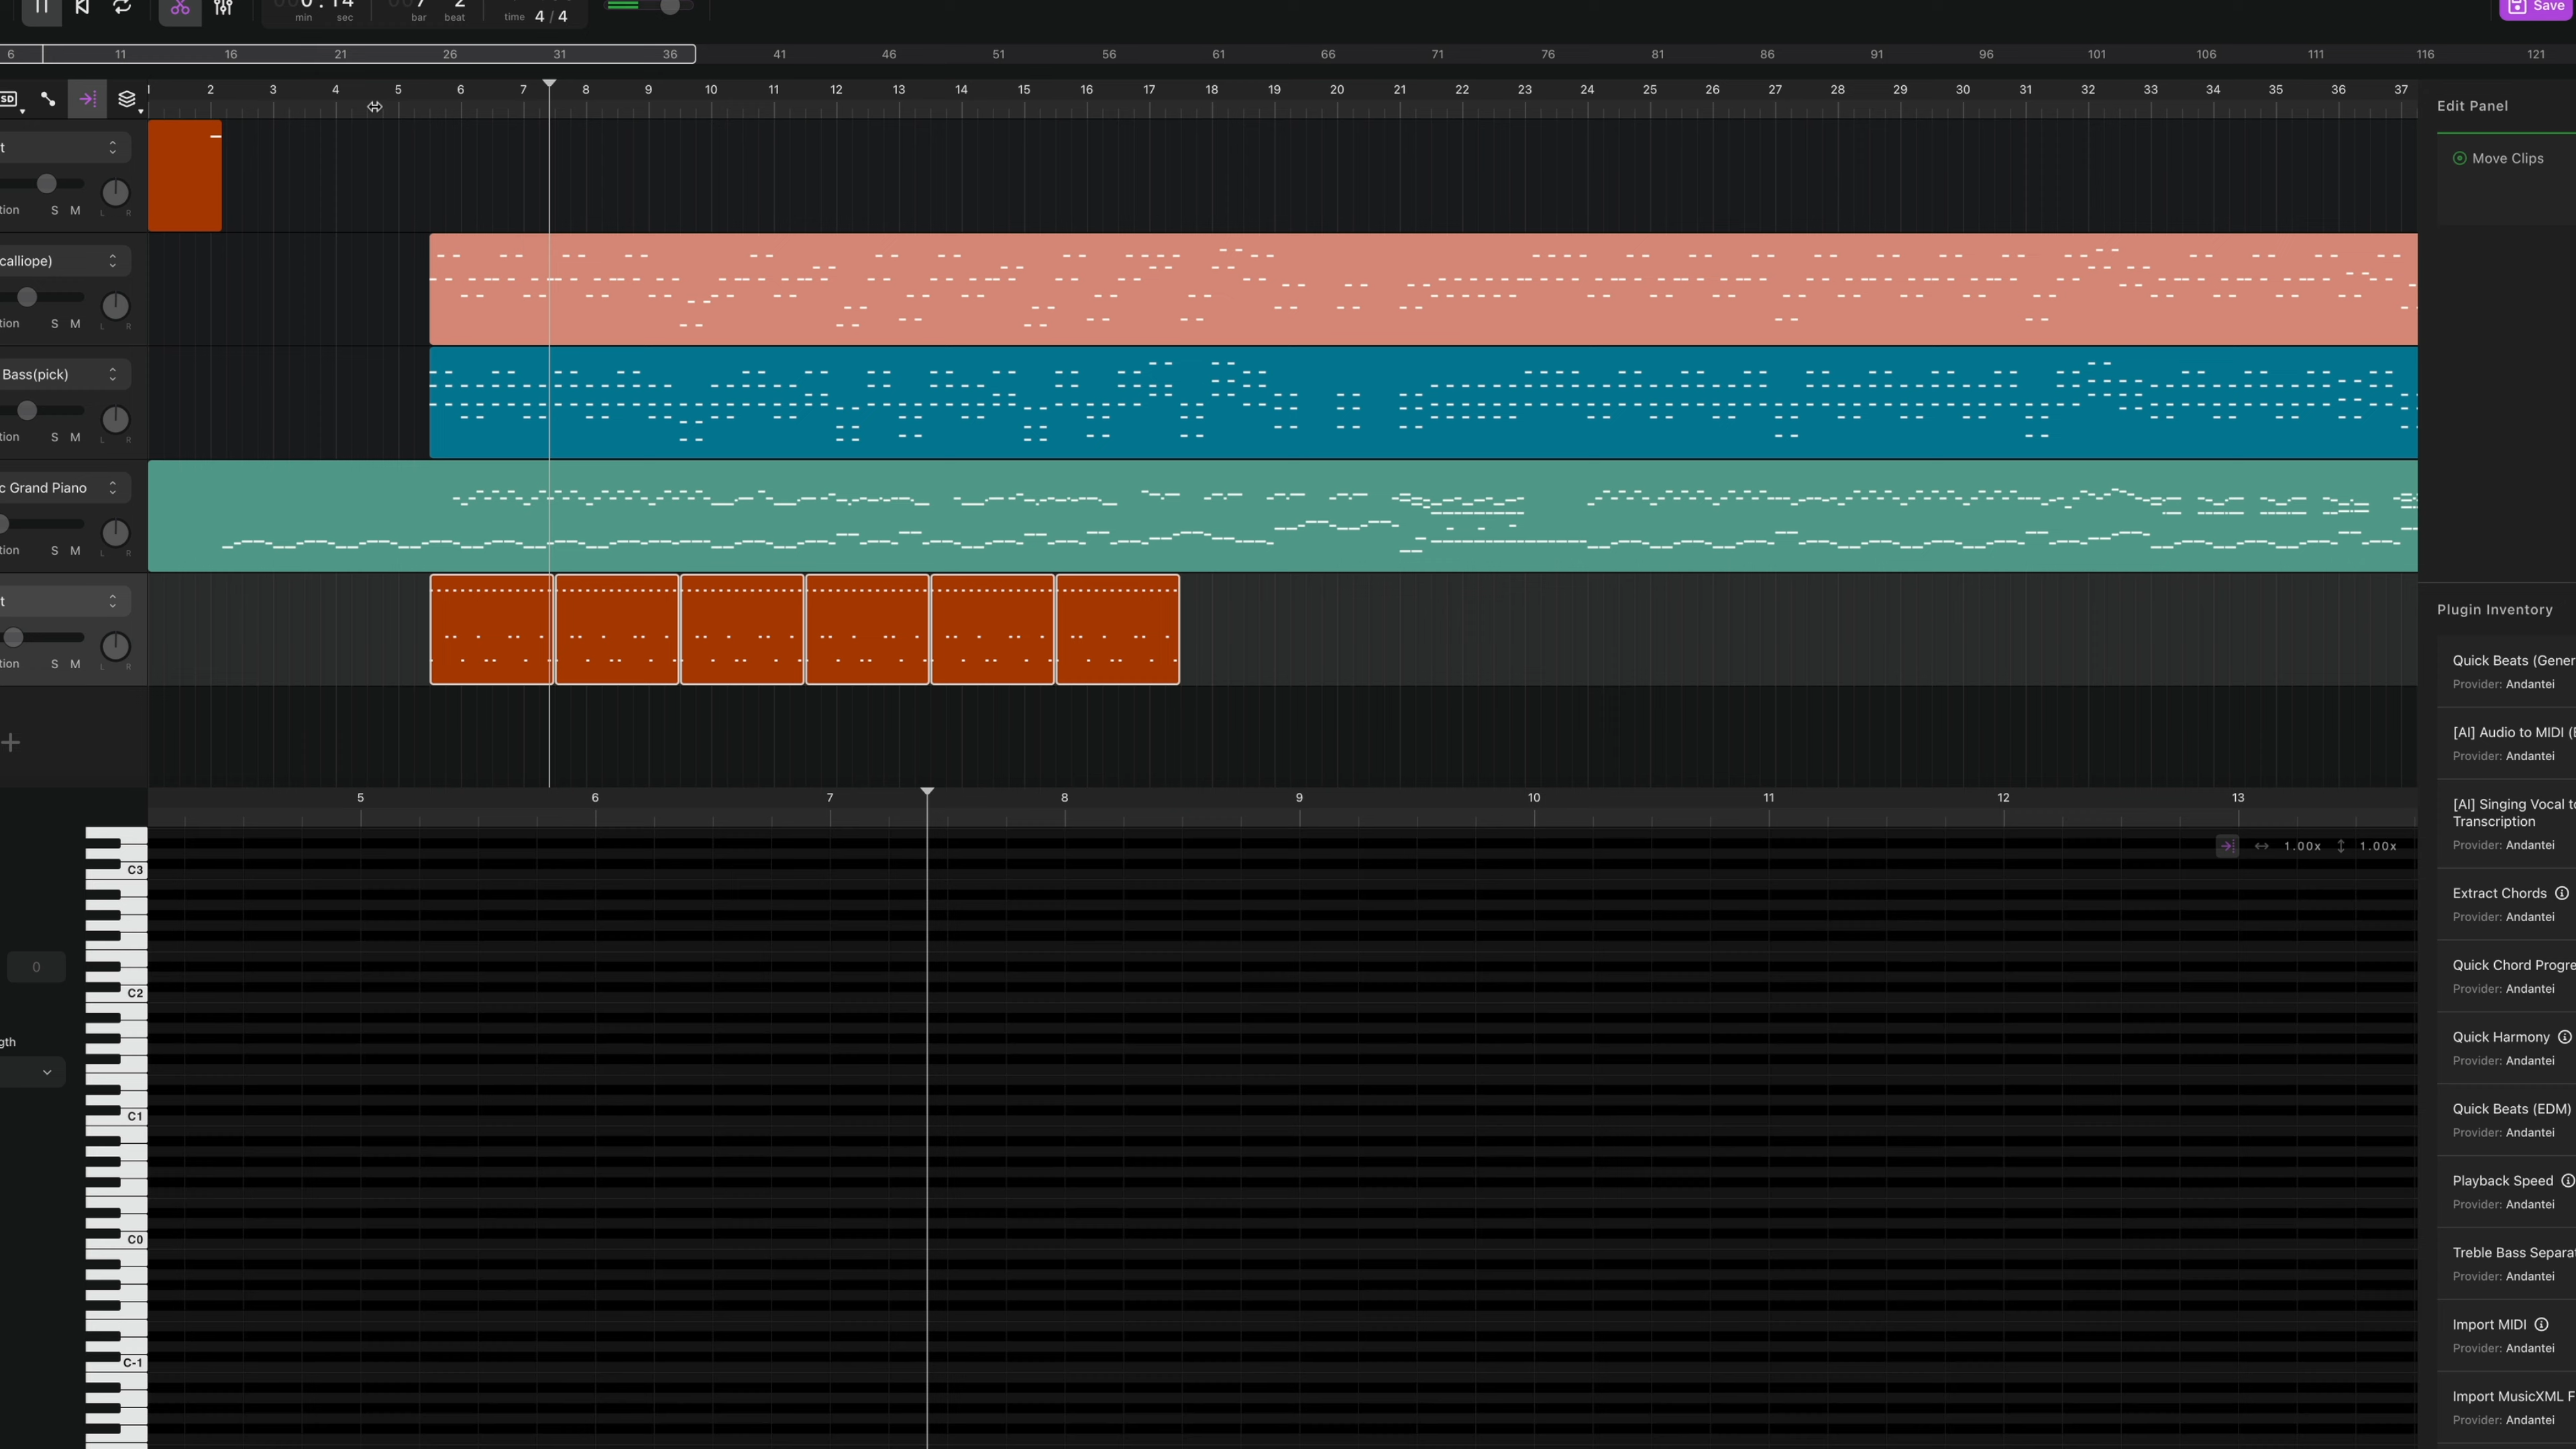 0:14
7 2
min sec
bar beat
time 4/4
Save
6 11 16 21 26 31 36 41 46 51 56 61 66 71 76 81 86 91 96 101 106 111 116 121
SD
1 2 3 4 5 6 7 8 9 10 11 12 13 14 15 16 17 18 19 20 21 22 23 24 25 26 27 28 29 30 31 32 33 34 35 36 37
Edit Panel
Move Clips
t
tion S M
L R
calliope)
tion S M
L R
Bass(pick)
tion S M
L R
c Grand Piano
tion S M
L R
t
tion S M
L R
Plugin Inventory
Quick Beats (Gener
Provider: Andantei
[AI] Audio to MIDI (
Provider: Andantei
[AI] Singing Vocal to
Transcription
Provider: Andantei
Extract Chords
Provider: Andantei
Quick Chord Progre
Provider: Andantei
Quick Harmony
Provider: Andantei
Quick Beats (EDM)
Provider: Andantei
Playback Speed
Provider: Andantei
Treble Bass Separat
Provider: Andantei
Import MIDI
Provider: Andantei
Import MusicXML F
Provider: Andantei
5 6 7 8 9 10 11 12 13
1.00x 1.00x
C3
C2
C1
C0
C-1
0
gth